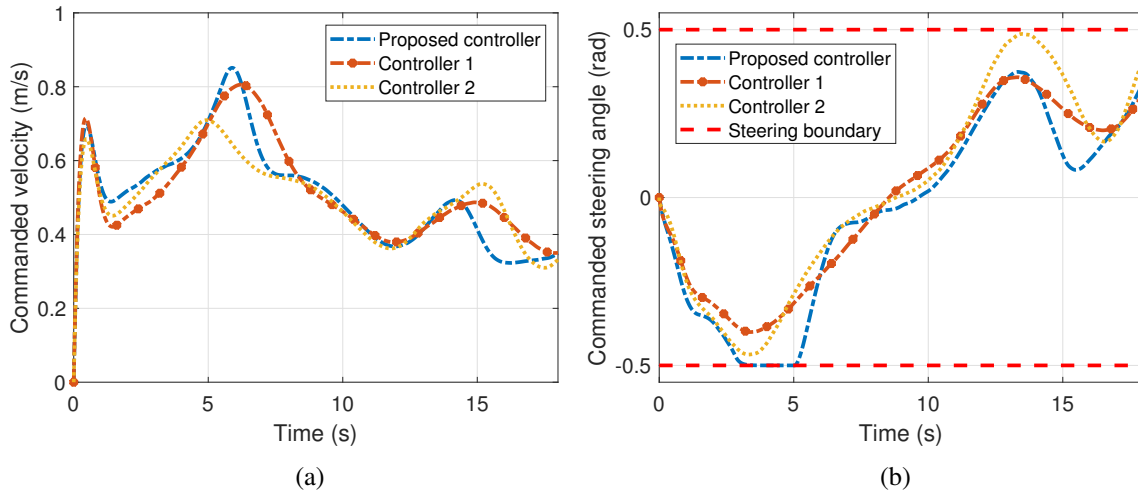 1
0.8
0.6
0.4
0.2
0
Commanded velocity (m/s)
Proposed controller
Controller 1
Controller 2
0 5 10 15
Time (s)
(a)
0.5
0
-0.5
Commanded steering angle (rad)
Proposed controller
Controller 1
Controller 2
Steering boundary
0 5 10 15
Time (s)
(b)